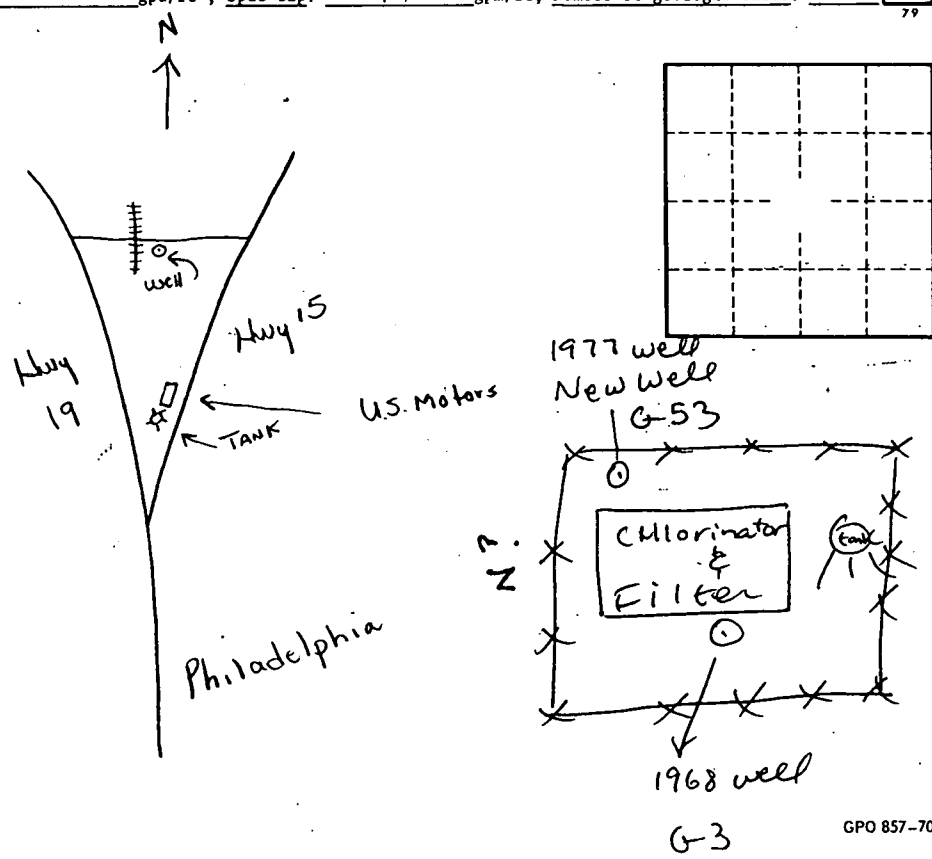 79
N
well
Hwy 19
Hwy 15
U.S. Motors
TANK
Philadelphia
1977 well
New Well
G-53
CHlorinator
&
Filter
tank
N
1968 well
G-3
GPO 857-70